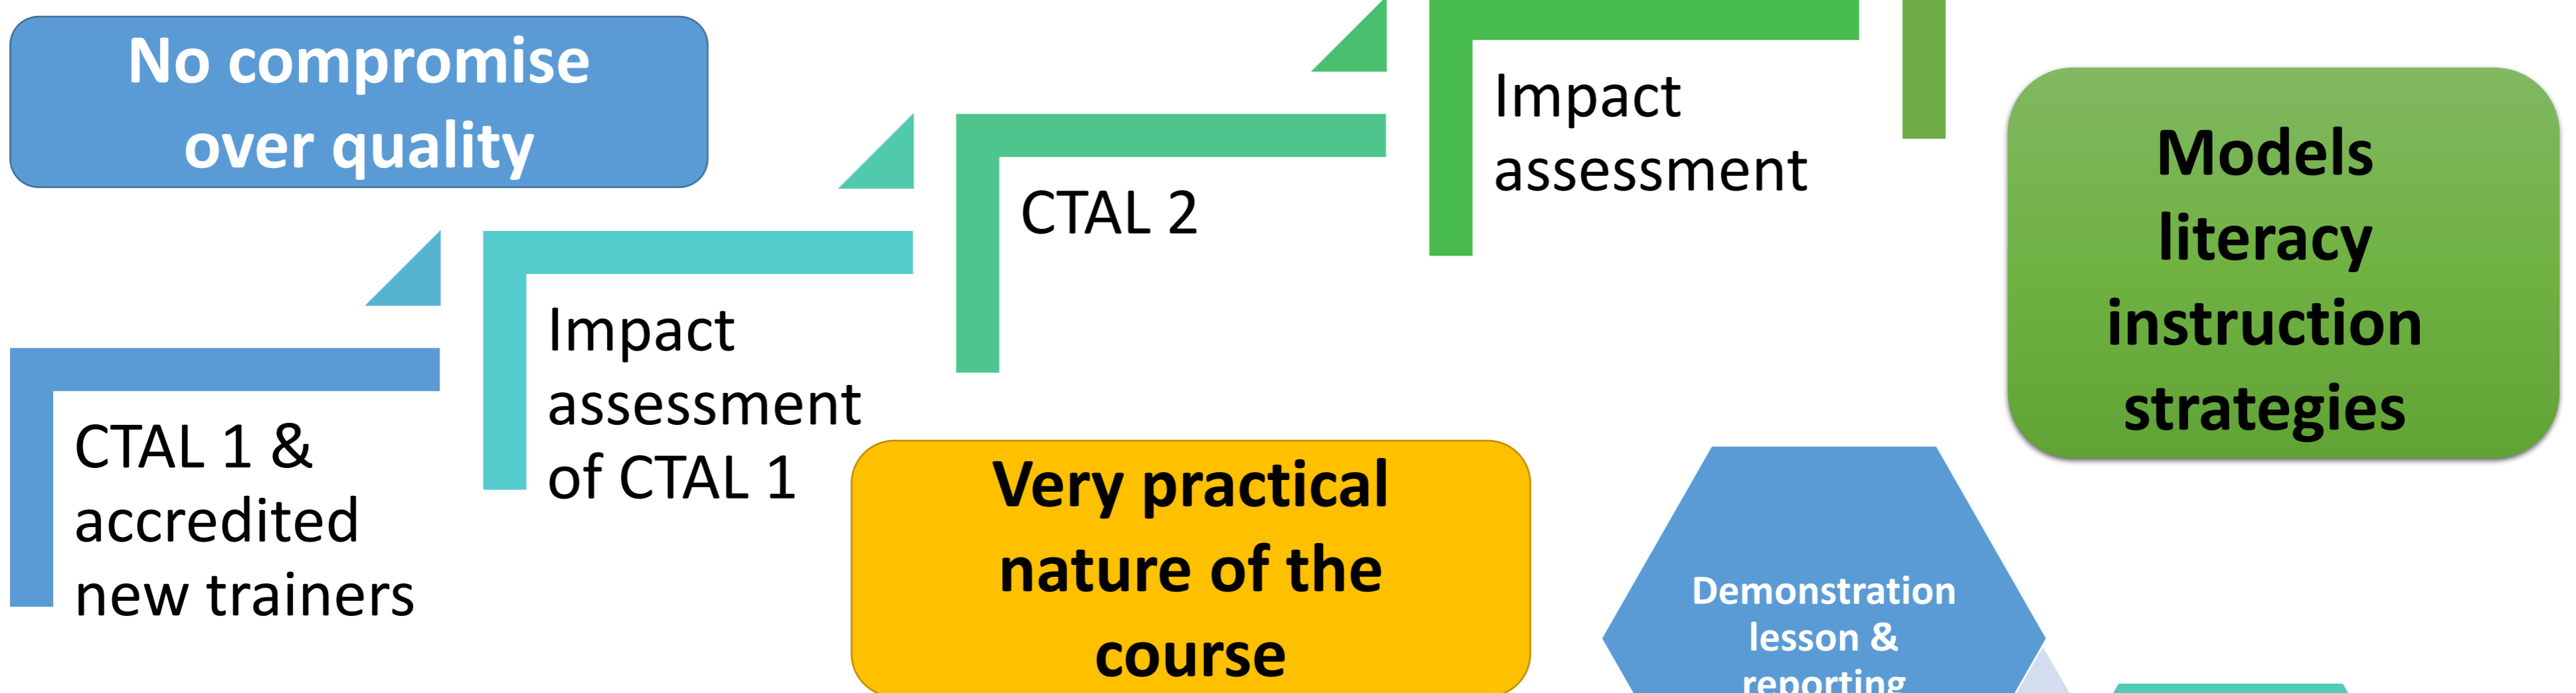 No compromise
over quality
CTAL 1 &
accredited
new trainers
Impact
assessment
of CTAL 1
CTAL 2
Impact
assessment
Models
literacy
instruction
strategies
Very practical
nature of the
course
Demonstration
lesson &
reporting